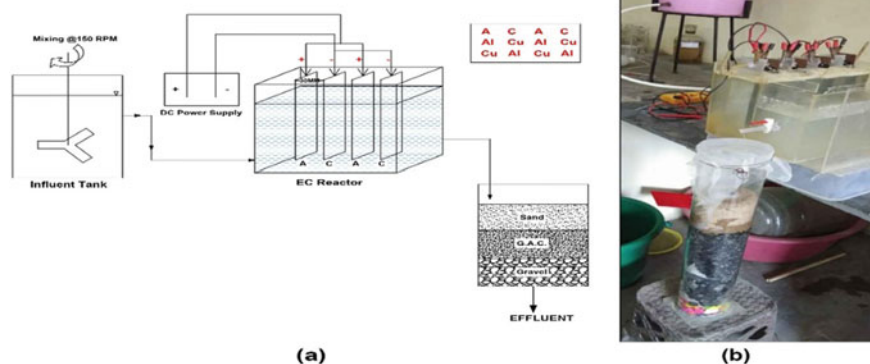 Mixing @150 RPM
A C A C
Al Cu Al Cu
Cu Al Cu Al
+ -
DC Power Supply
+ - + -
A C A C
Influent Tank
EC Reactor
Sand
G.A.C.
Gravel
EFFLUENT
(a)
(b)